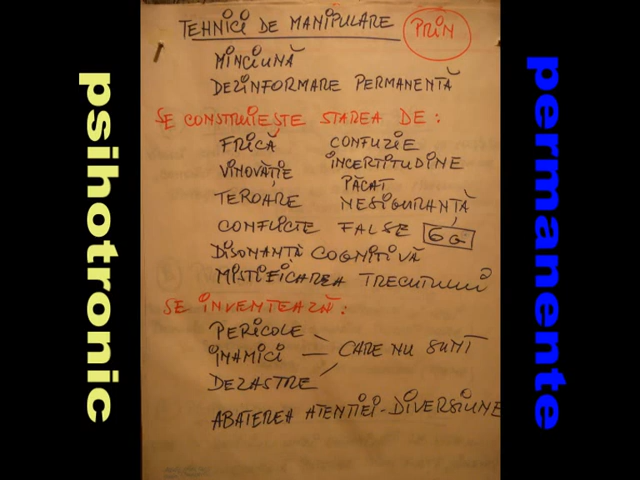 TEHNICI DE MANIPULARE PRIN
MINCIUNĂ
DEZINFORMARE PERMANENTĂ
SE CONSTRUIEȘTE STAREA DE:
FRICĂ CONFUZIE
VINOVĂȚIE INCERTITUDINE
PĂCAT
TEROARE NESIGURANȚĂ
CONFLICTE FALSE 6G
DISONANȚĂ COGNITIVĂ
MISTIFICAREA TRECUTULUI
SE INVENTEAZĂ:
PERICOLE
INAMICI CARE NU SUNT
DEZASTRE
ABATEREA ATENTIEI-DIVERSIUNE
psihotronic
permanente